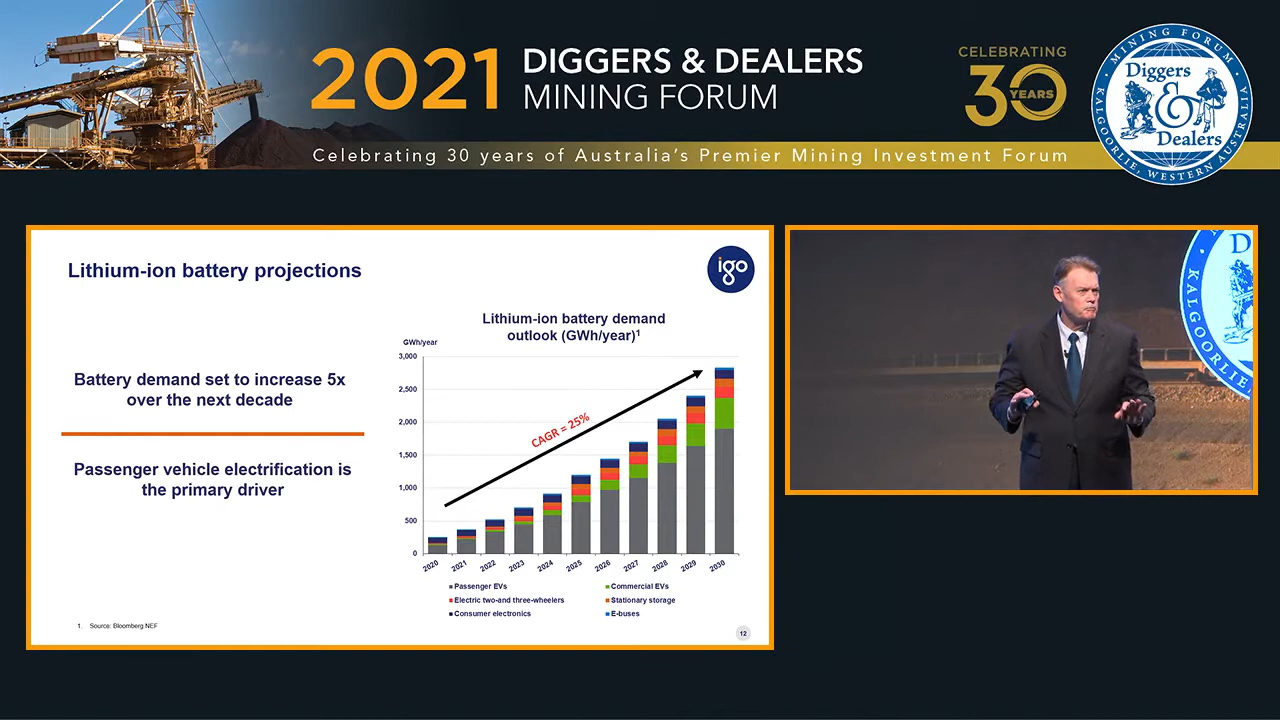 2021 DIGGERS & DEALERS
MINING FORUM
CELEBRATING
30
YEARS
MINING FORUM
Diggers
&
Dealers
KALGOORLIE, WESTERN AUSTRALIA
Celebrating 30 years of Australia's Premier Mining Investment Forum
Lithium-ion battery projections
igo
Battery demand set to increase 5x
over the next decade
Passenger vehicle electrification is
the primary driver
Lithium-ion battery demand
outlook (GWh/year)¹
GWh/year
3,000
2,500
2,000
1,500
1,000
500
0
CAGR = 25%
2020 2021 2022 2023 2024 2025 2026 2027 2028 2029 2030
Passenger EVs
Commercial EVs
Electric two-and three-wheelers
Stationary storage
Consumer electronics
E-buses
1. Source: Bloomberg NEF
12
D
KALGOORLIE